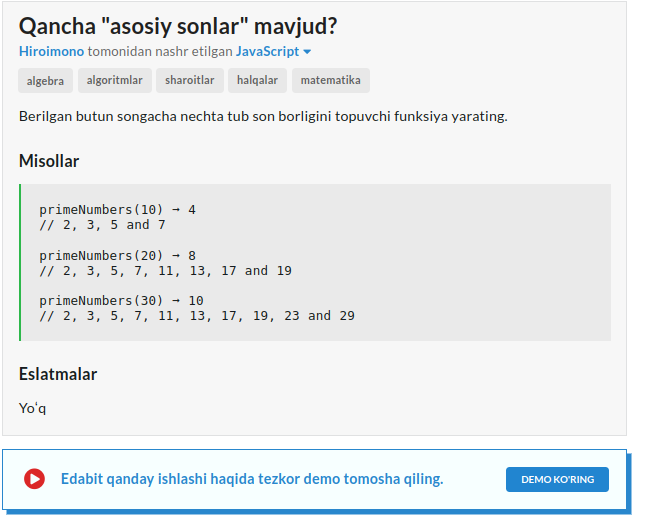 Qancha "asosiy sonlar" mavjud?
Hiroimono tomonidan nashr etilgan JavaScript
algebra algoritmlar sharoitlar halqalar matematika
Berilgan butun songacha nechta tub son borligini topuvchi funksiya yarating.
Misollar
primeNumbers(10) → 4
// 2, 3, 5 and 7
primeNumbers(20) → 8
// 2, 3, 5, 7, 11, 13, 17 and 19
primeNumbers(30) → 10
// 2, 3, 5, 7, 11, 13, 17, 19, 23 and 29
Eslatmalar
Yoʻq
Edabit qanday ishlashi haqida tezkor demo tomosha qiling.
DEMO KO'RING